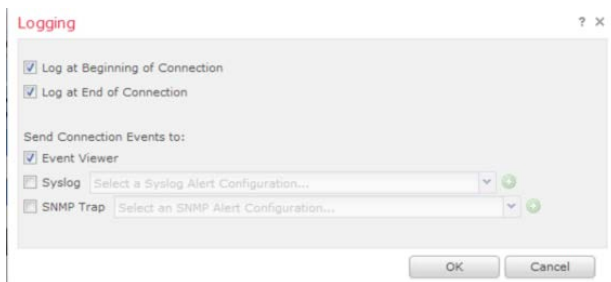 Logging ? ×
Log at Beginning of Connection
Log at End of Connection
Send Connection Events to:
Event Viewer
Syslog Select a Syslog Alert Configuration...
SNMP Trap Select an SNMP Alert Configuration...
OK Cancel